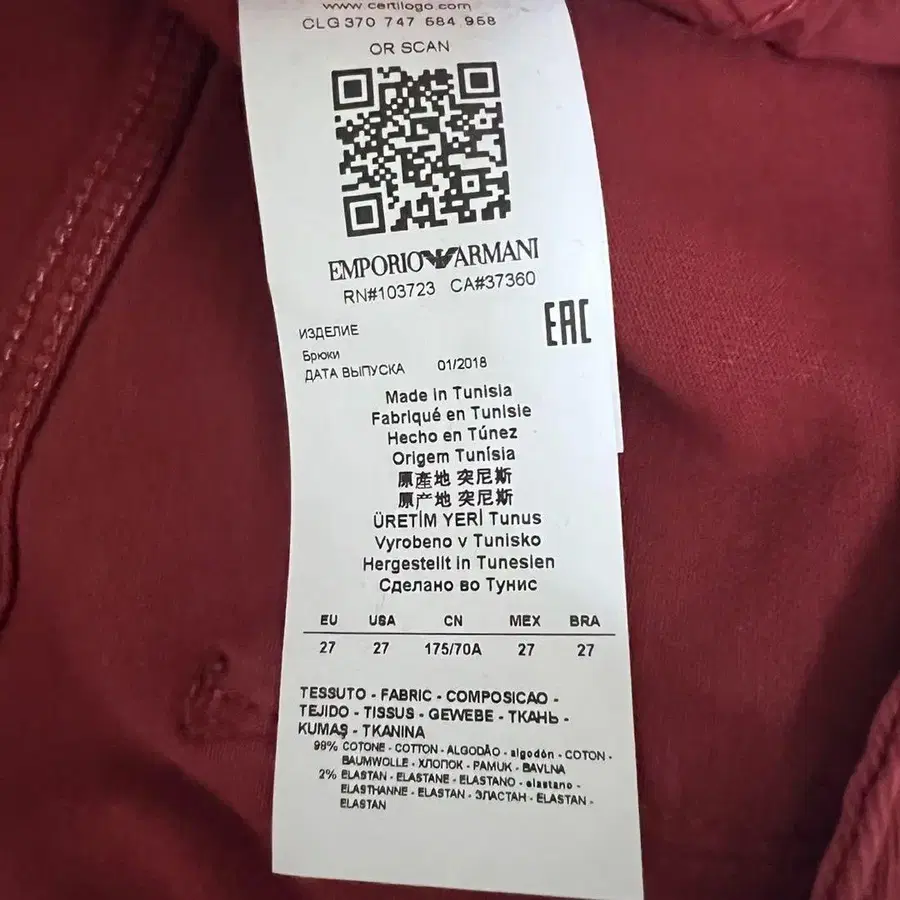 www.certilogo.com
CLG 370 747 584 958
OR SCAN
EMPORIO ARMANI
RN#103723 CA#37360
EAC
ИЗДЕЛИЕ
Брюки
ДАТА ВЫПУСКА 01/2018
Made in Tunisia
Fabriqué en Tunisie
Hecho en Túnez
Origem Tunísia
原產地 突尼斯
原产地 突尼斯
ÜRETİM YERİ Tunus
Vyrobeno v Tunisko
Hergestellt in Tunesien
Сделано во Тунис
EU USA CN MEX BRA
27 27 175/70A 27 27
TESSUTO - FABRIC - COMPOSICAO -
TEJIDO - TISSUS - GEWEBE - ТКАНЬ -
KUMAŞ - TKANINA
98% COTONE - COTTON - ALGODÃO - algodón - COTON -
BAUMWOLLE - ХЛОПОК - PAMUK - BAVLNA
2% ELASTAN - ELASTANE - ELASTANO - elastano -
ELASTHANNE - ELASTAN - ЭЛАСТАН - ELASTAN -
ELASTAN